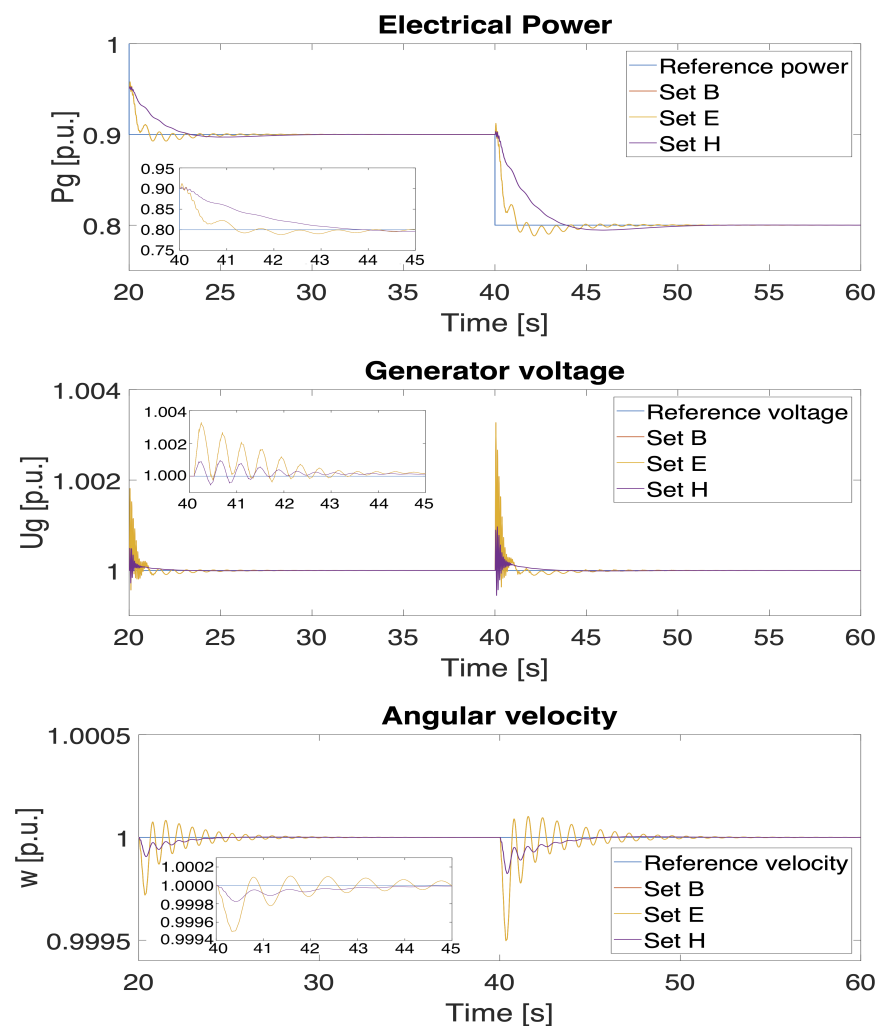 Electrical Power
1
0.9
0.8
Pg [p.u.]
Reference power
Set B
Set E
Set H
0.95
0.90
0.85
0.80
0.75
40 41 42 43 44 45
20 25 30 35 40 45 50 55 60
Time [s]
Generator voltage
1.004
1.002
1
Ug [p.u.]
1.004
1.002
1.000
40 41 42 43 44 45
Reference voltage
Set B
Set E
Set H
20 25 30 35 40 45 50 55 60
Time [s]
Angular velocity
1.0005
1
0.9995
w [p.u.]
1.0002
1.0000
0.9998
0.9996
0.9994
40 41 42 43 44 45
Reference velocity
Set B
Set E
Set H
20 30 40 50 60
Time [s]